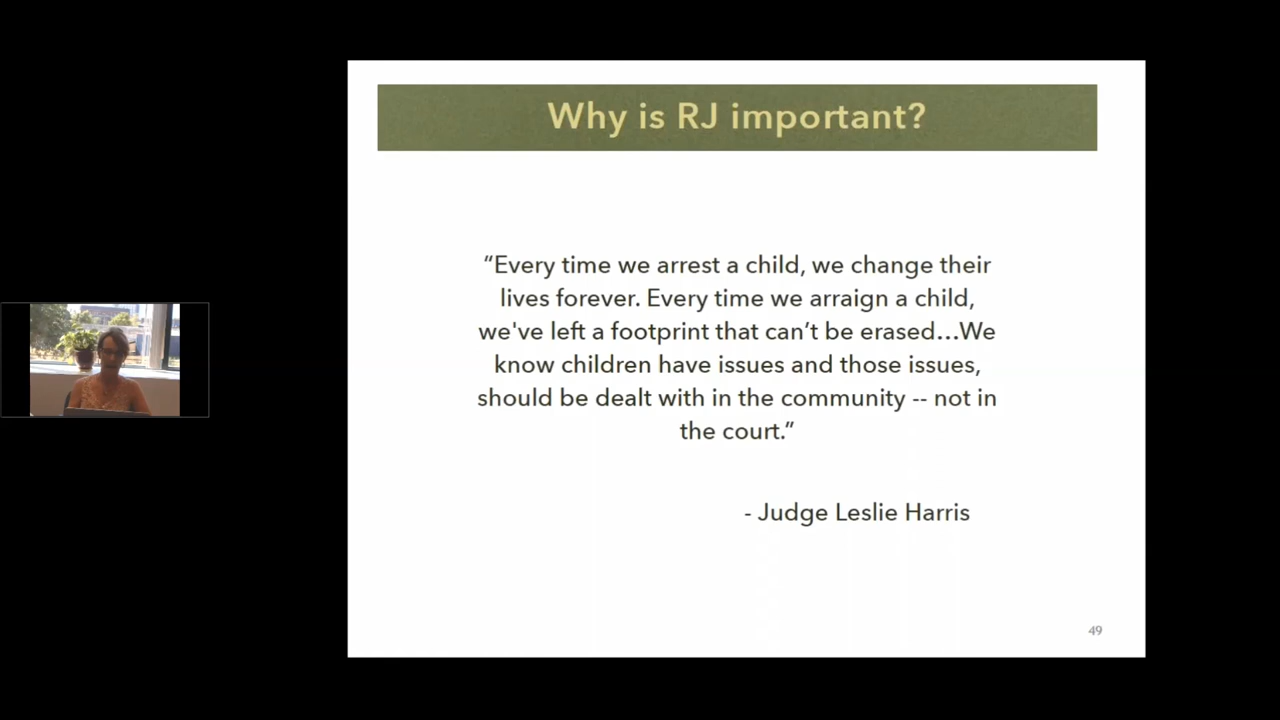 Why is RJ important?
“Every time we arrest a child, we change their
lives forever. Every time we arraign a child,
we've left a footprint that can’t be erased…We
know children have issues and those issues,
should be dealt with in the community -- not in
the court.”
- Judge Leslie Harris
49